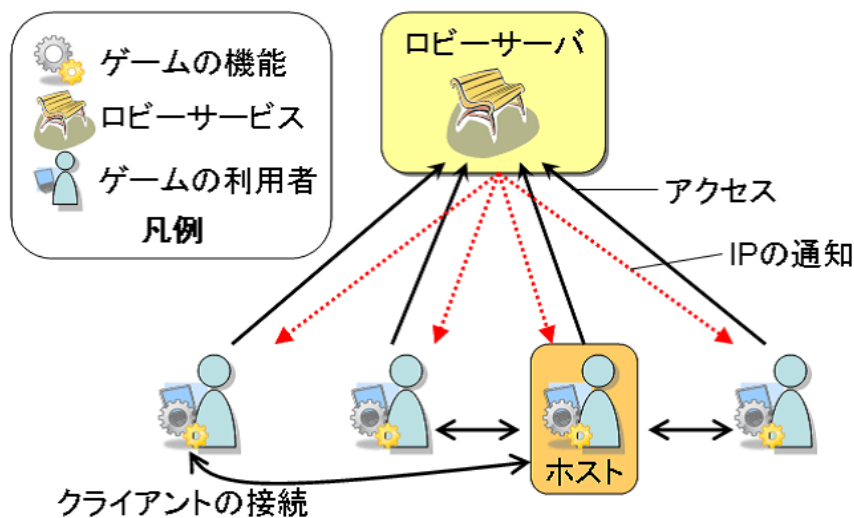 ゲームの機能
ロビーサービス
ゲームの利用者
凡例
ロビーサーバ
アクセス
IPの通知
ホスト
クライアントの接続